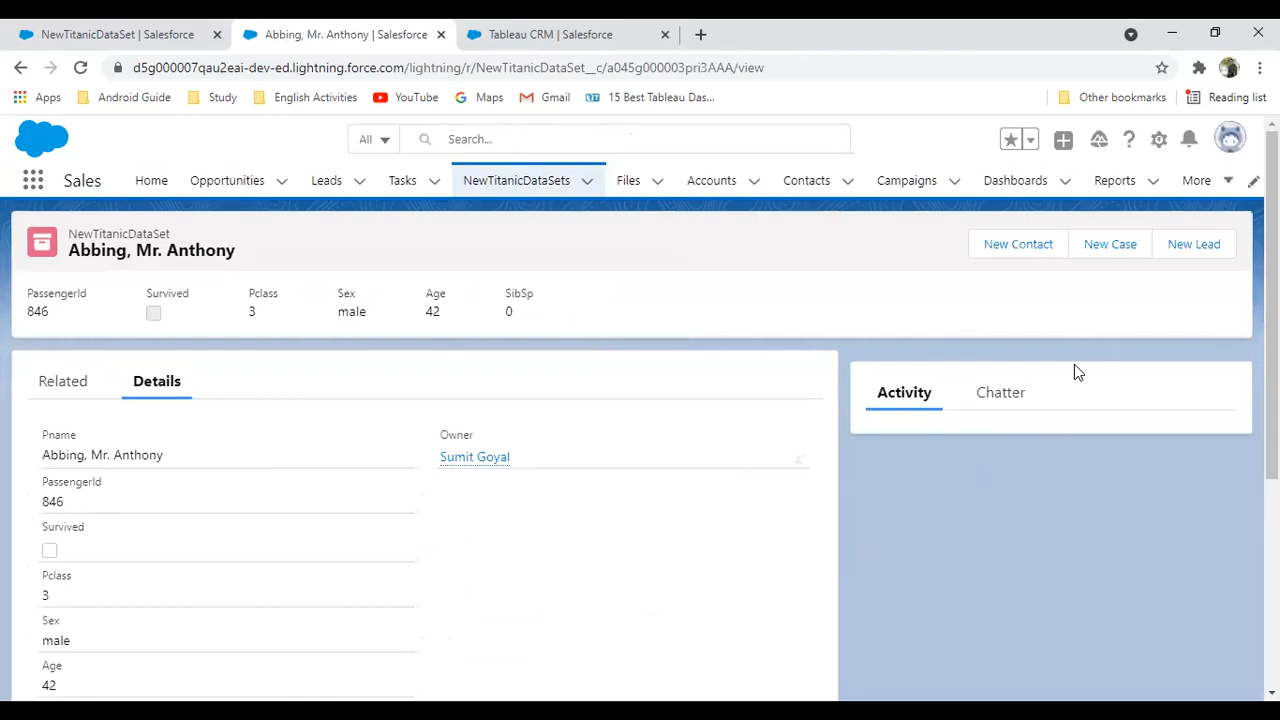 NewTitanicDataSet | Salesforce
Abbing, Mr. Anthony | Salesforce
Tableau CRM | Salesforce
d5g000007qau2eai-dev-ed.lightning.force.com/lightning/r/NewTitanicDataSet__c/a045g000003pri3AAA/view
Apps Android Guide Study English Activities YouTube Maps Gmail 15 Best Tableau Das... Other bookmarks Reading list
All Search...
Sales Home Opportunities Leads Tasks NewTitanicDataSets Files Accounts Contacts Campaigns Dashboards Reports More
NewTitanicDataSet
Abbing, Mr. Anthony
New Contact New Case New Lead
PassengerId Survived Pclass Sex Age SibSp
846 3 male 42 0
Related Details
Activity Chatter
Pname
Abbing, Mr. Anthony
Owner
Sumit Goyal
PassengerId
846
Survived
Pclass
3
Sex
male
Age
42